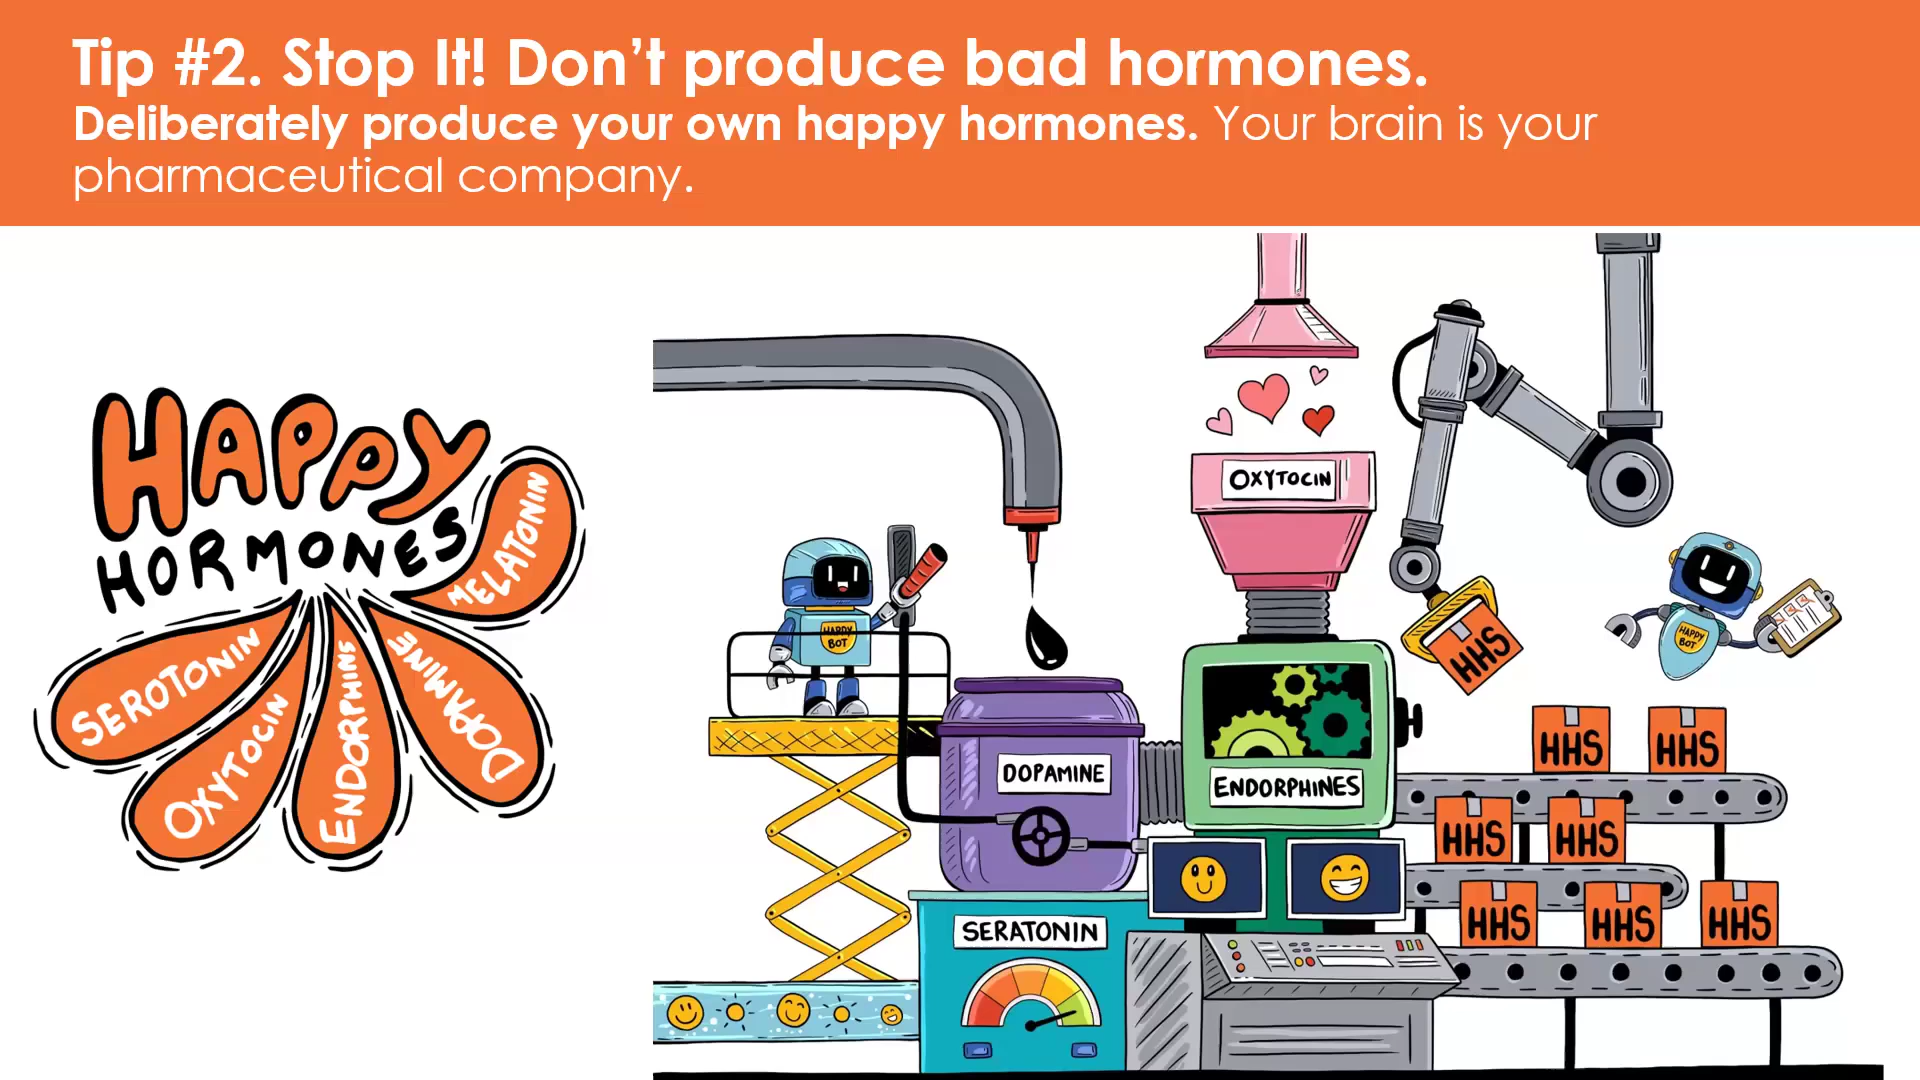 Tip #2. Stop It! Don’t produce bad hormones.
Deliberately produce your own happy hormones. Your brain is your
pharmaceutical company.
HAPPY
HORMONES
MELATONIN
SEROTONIN
OXYTOCIN
ENDORPHINS
DOPAMINE
OXYTOCIN
HAPPY
BOT
HHS
HAPPY
BOT
HHS
HHS
DOPAMINE
ENDORPHINES
HHS
HHS
SERATONIN
HHS
HHS
HHS